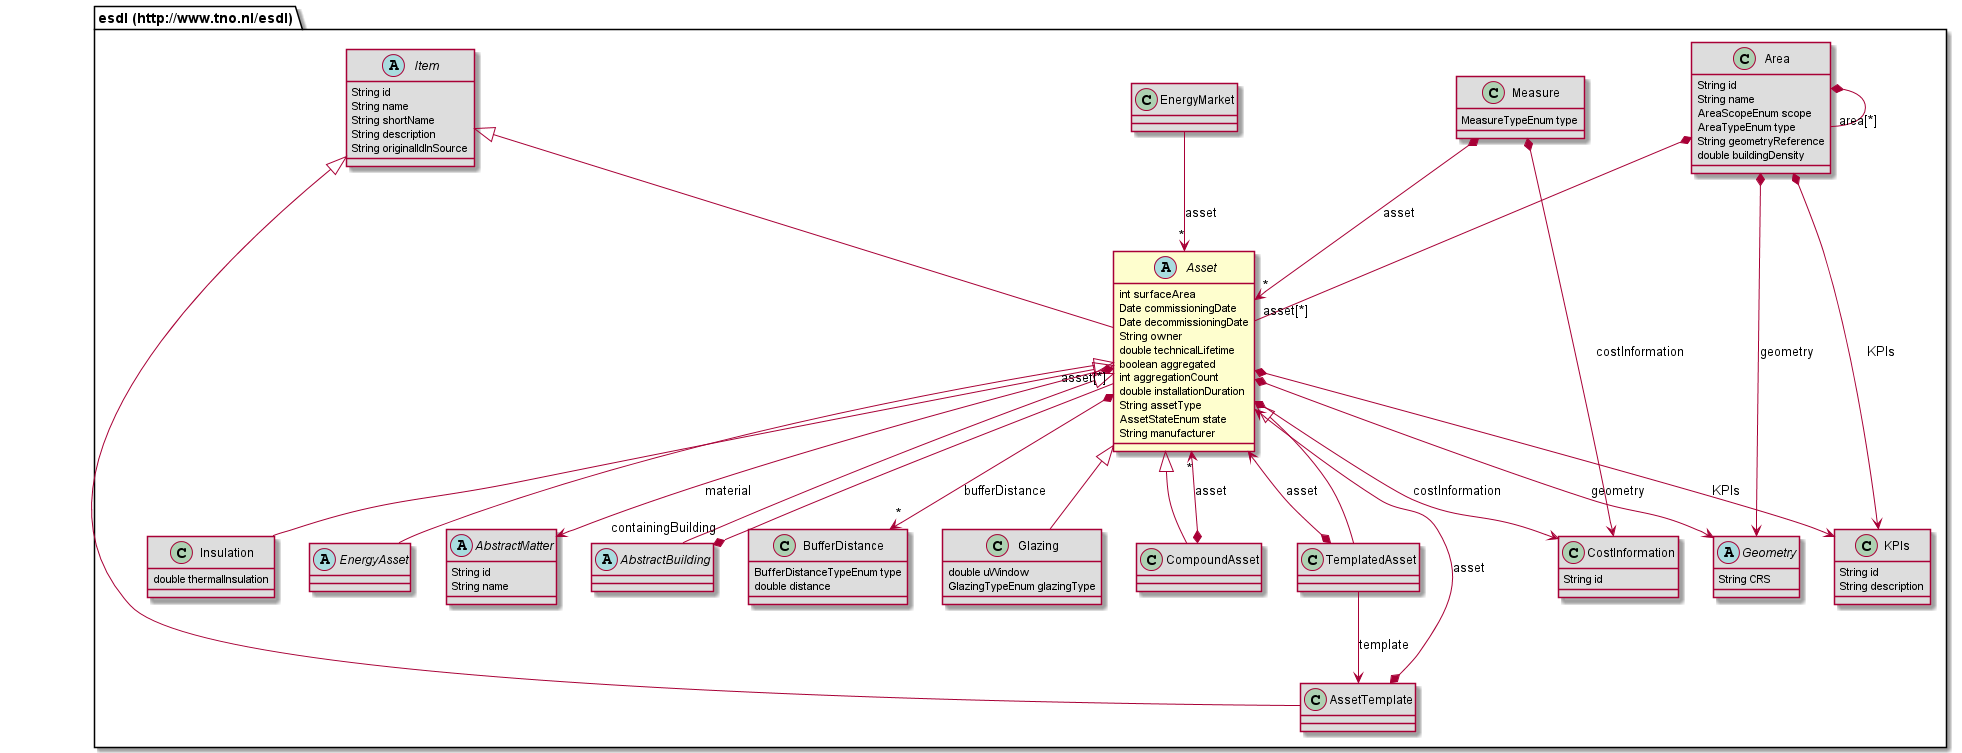 esdl (http://www.tno.nl/esdl)
A Item
String id
String name
String shortName
String description
String originalIdInSource
C EnergyMarket
C Measure
MeasureTypeEnum type
C Area
String id
String name
AreaScopeEnum scope
AreaTypeEnum type
String geometryReference
double buildingDensity
area[*]
asset
*
asset
*
asset[*]
A Asset
int surfaceArea
Date commissioningDate
Date decommissioningDate
String owner
double technicalLifetime
boolean aggregated
int aggregationCount
double installationDuration
String assetType
AssetStateEnum state
String manufacturer
costInformation
geometry
KPIs
asset[*]
material
containingBuilding
bufferDistance
*
*
asset
asset
costInformation
geometry
KPIs
C Insulation
double thermalInsulation
A EnergyAsset
A AbstractMatter
String id
String name
A AbstractBuilding
C BufferDistance
BufferDistanceTypeEnum type
double distance
C Glazing
double uWindow
GlazingTypeEnum glazingType
C CompoundAsset
C TemplatedAsset
asset
C CostInformation
String id
A Geometry
String CRS
C KPIs
String id
String description
template
C AssetTemplate